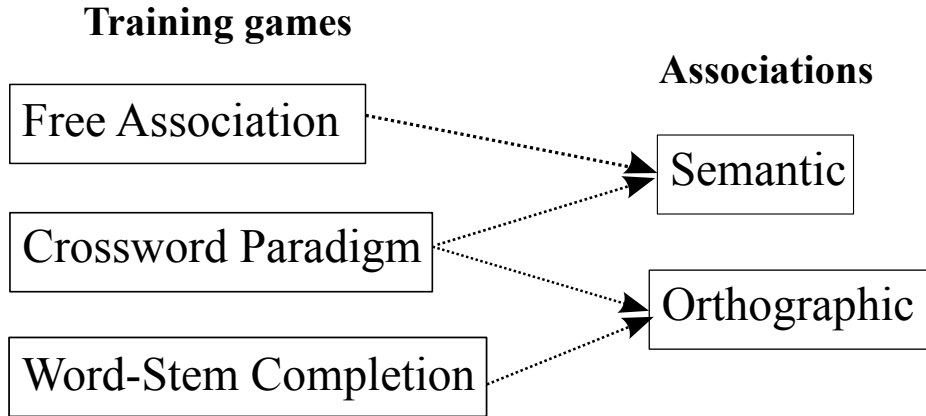 Training games
Associations
Free Association
Semantic
Crossword Paradigm
Orthographic
Word-Stem Completion